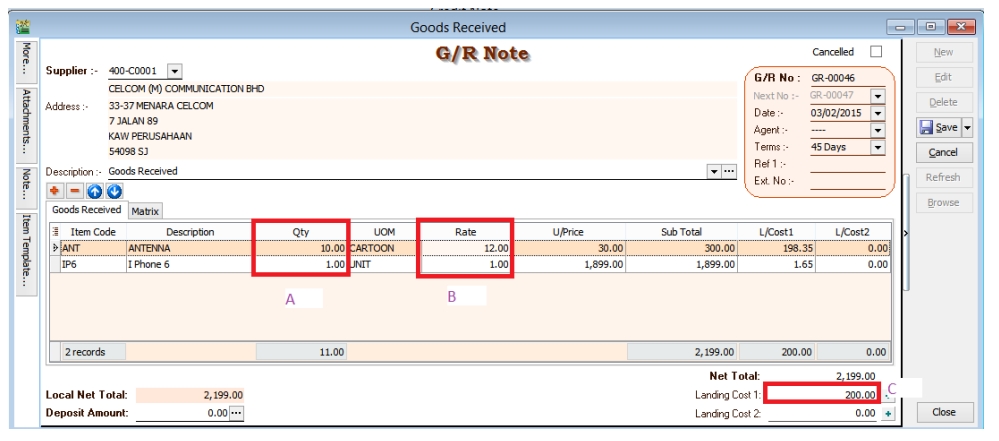 Goods Received
More...
Attachments...
Note...
Item Template...
G/R Note
Cancelled
Supplier :- 400-C0001
CELCOM (M) COMMUNICATION BHD
Address :- 33-37 MENARA CELCOM
7 JALAN 89
KAW PERUSAHAAN
54098 SJ
Description :- Goods Received
G/R No : GR-00046
Next No :- GR-00047
Date :- 03/02/2015
Agent :- ----
Terms :- 45 Days
Ref 1 :-
Ext. No :-
New
Edit
Delete
Save
Cancel
Refresh
Browse
Goods Received Matrix
Item Code Description Qty UOM Rate U/Price Sub Total L/Cost1 L/Cost2
ANT ANTENNA 10.00 CARTOON 12.00 30.00 300.00 198.35 0.00
IP6 I Phone 6 1.00 UNIT 1.00 1,899.00 1,899.00 1.65 0.00
A B
2 records 11.00 2,199.00 200.00 0.00
Net Total: 2,199.00
Local Net Total: 2,199.00 Landing Cost 1: 200.00 C
Deposit Amount: 0.00 Landing Cost 2: 0.00
Close